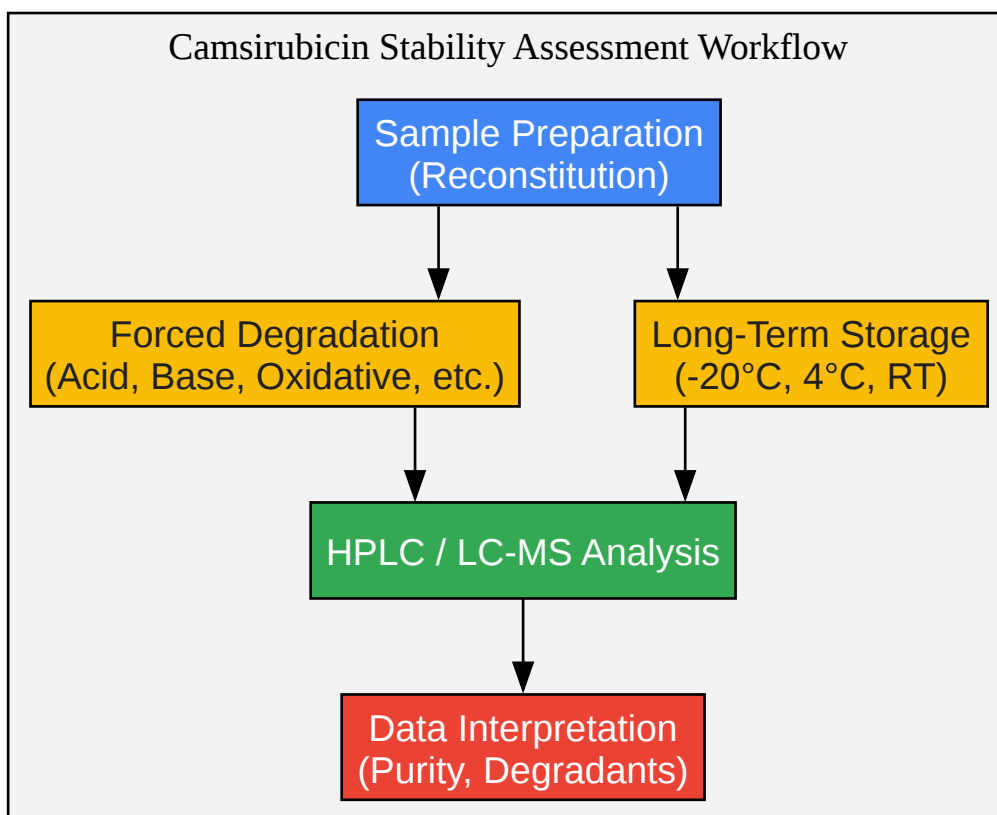 Camsirubicin Stability Assessment Workflow
Sample Preparation
(Reconstitution)
Forced Degradation
(Acid, Base, Oxidative, etc.)
Long-Term Storage
(-20°C, 4°C, RT)
HPLC / LC-MS Analysis
Data Interpretation
(Purity, Degradants)